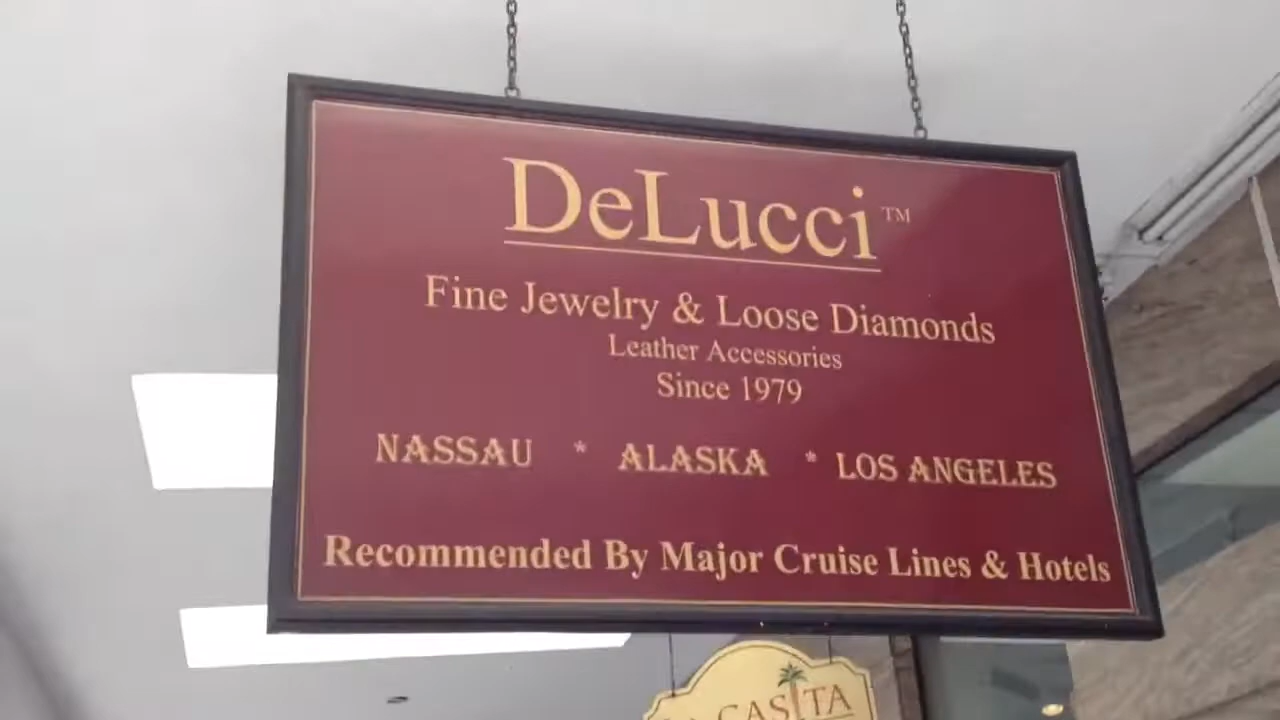 DeLucci™
Fine Jewelry & Loose Diamonds
Leather Accessories
Since 1979
NASSAU * ALASKA * LOS ANGELES
Recommended By Major Cruise Lines & Hotels
CASITA